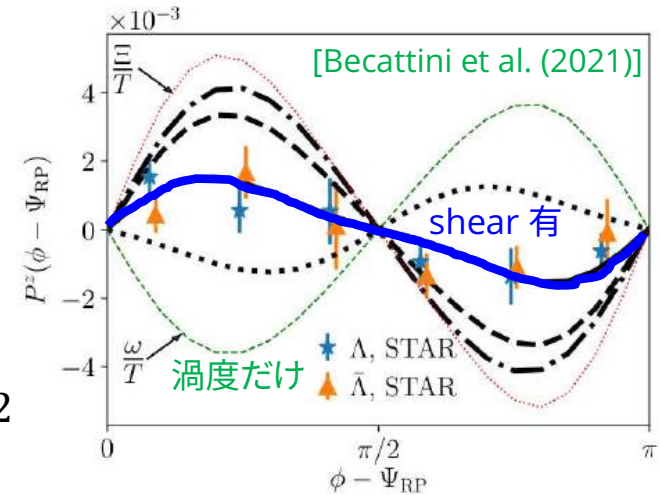 ×10⁻³
Ξ/T
[Becattini et al. (2021)]
4
2
0
−2
−4
P^z(ϕ − Ψ_RP)
shear 有
ω/T
渦度だけ
Λ, STAR
Λ̄, STAR
2
0
π/2
π
ϕ − Ψ_RP